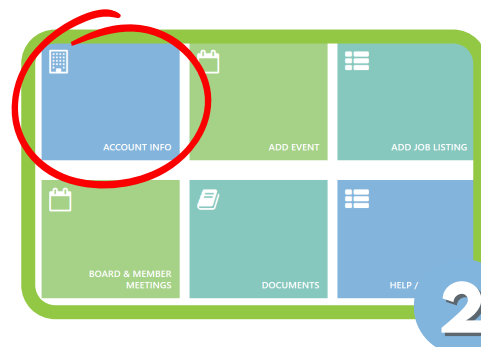 ACCOUNT INFO
ADD EVENT
ADD JOB LISTING
BOARD & MEMBER
MEETINGS
DOCUMENTS
HELP /
2